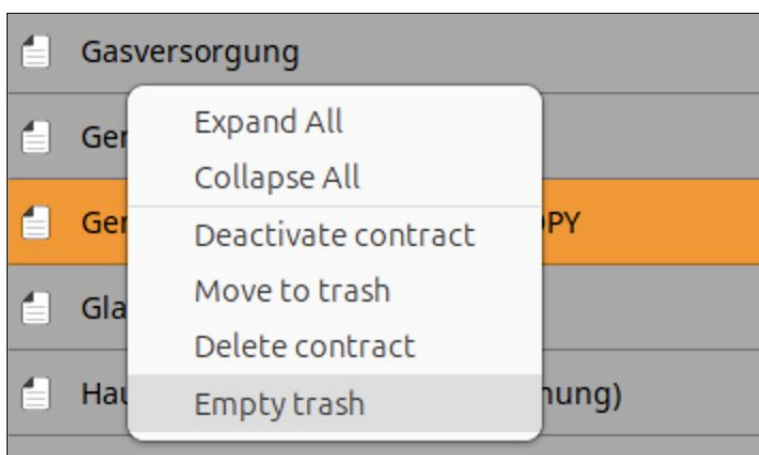 Gasversorgung
Expand All
Ger
Collapse All
Ger
PY
Deactivate contract
Move to trash
Gla
Delete contract
Hau
hung)
Empty trash